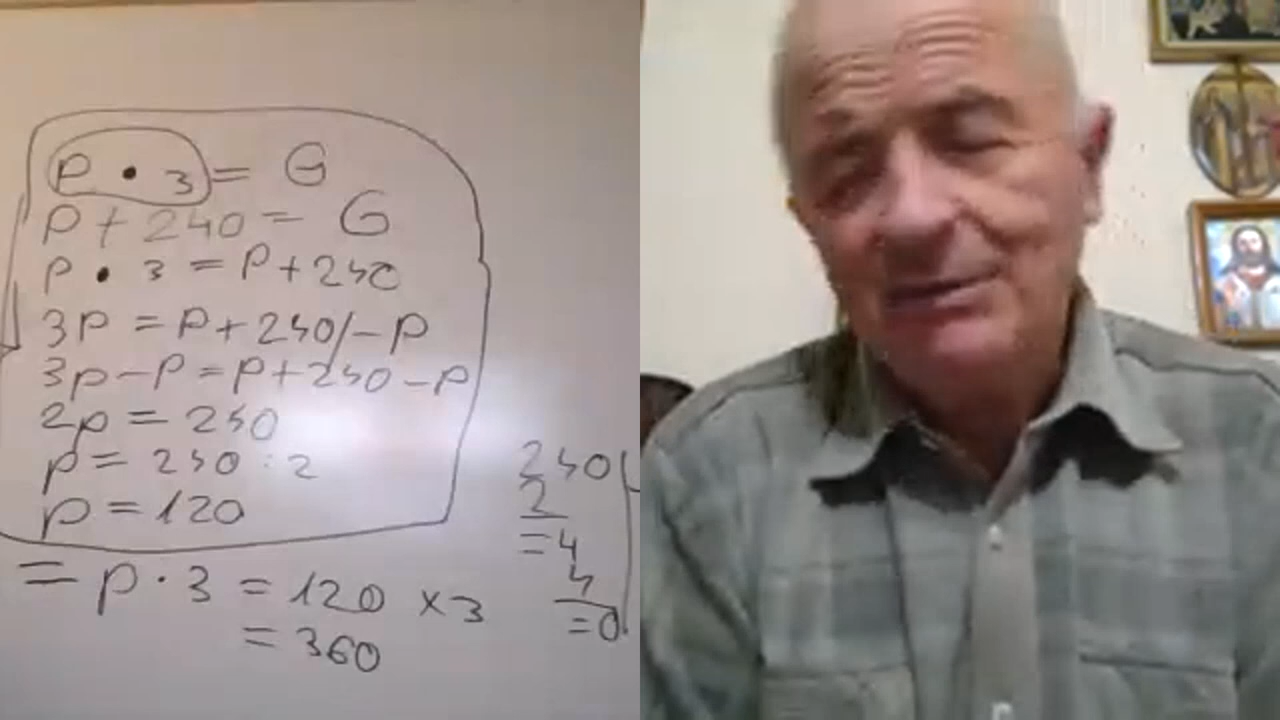 P • 3 = G
P + 240 = G
P • 3 = P + 240
3P = P + 240 /- P
3p - P = P + 240 - P
2p = 240
p = 240 : 2
p = 120
= p · 3 = 120 x 3
= 360
240
2
= 4
4
= 0